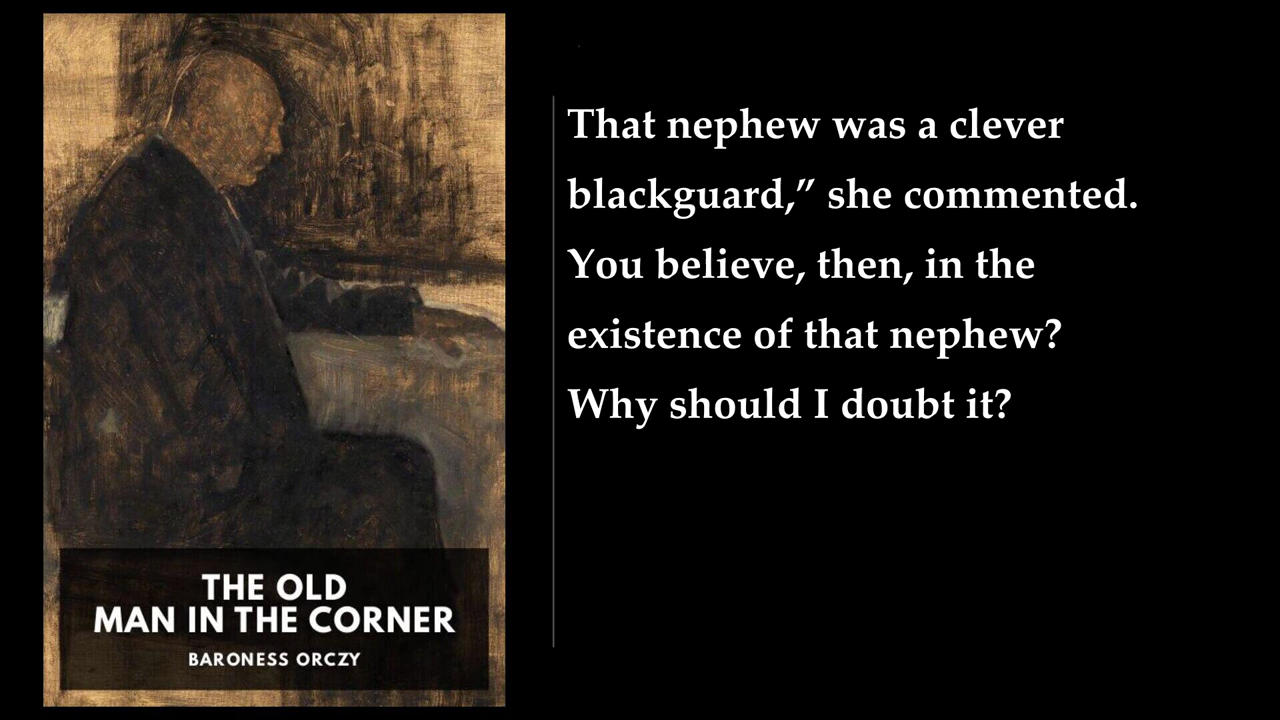 That nephew was a clever
blackguard,” she commented.
You believe, then, in the
existence of that nephew?
Why should I doubt it?
THE OLD
MAN IN THE CORNER
BARONESS ORCZY